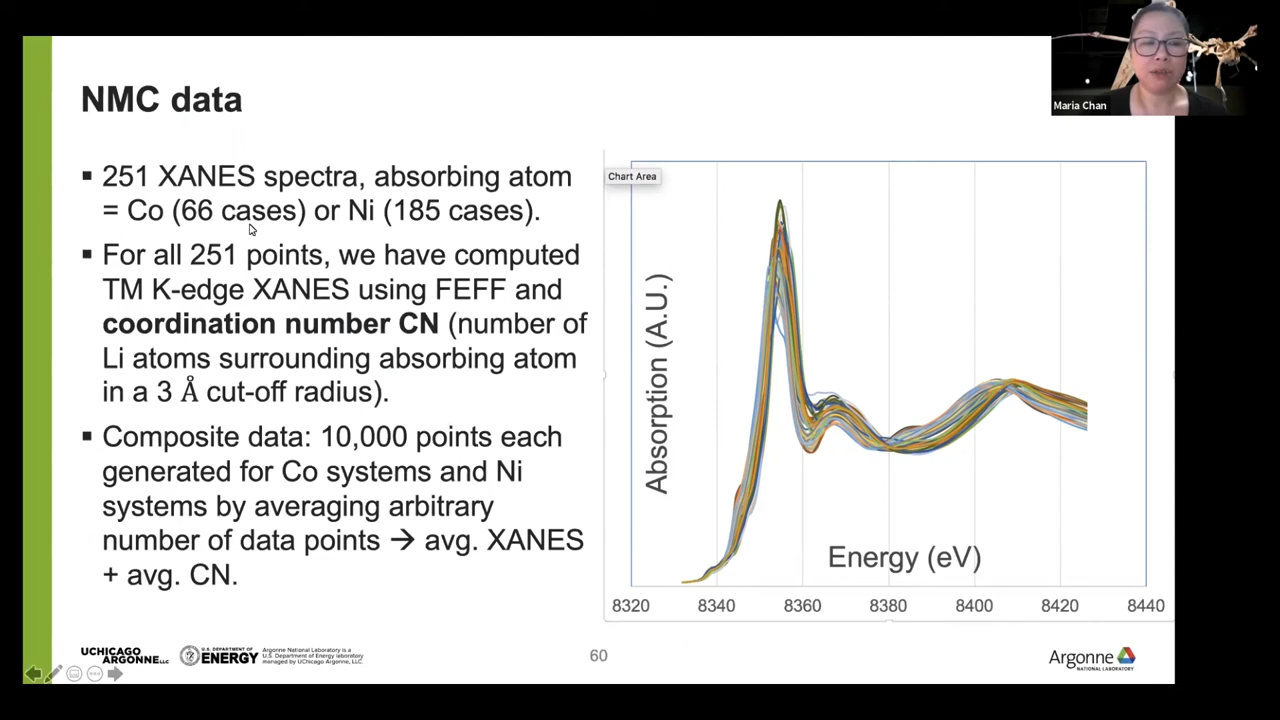 Maria Chan
NMC data
▪ 251 XANES spectra, absorbing atom
= Co (66 cases) or Ni (185 cases).
▪ For all 251 points, we have computed
TM K-edge XANES using FEFF and
coordination number CN (number of
Li atoms surrounding absorbing atom
in a 3 Å cut-off radius).
▪ Composite data: 10,000 points each
generated for Co systems and Ni
systems by averaging arbitrary
number of data points → avg. XANES
+ avg. CN.
Chart Area
Absorption (A.U.)
Energy (eV)
8320 8340 8360 8380 8400 8420 8440
UCHICAGO
ARGONNE LLC
U.S. DEPARTMENT OF
ENERGY
Argonne National Laboratory is a
U.S. Department of Energy laboratory
managed by UChicago Argonne, LLC.
60
Argonne
NATIONAL LABORATORY